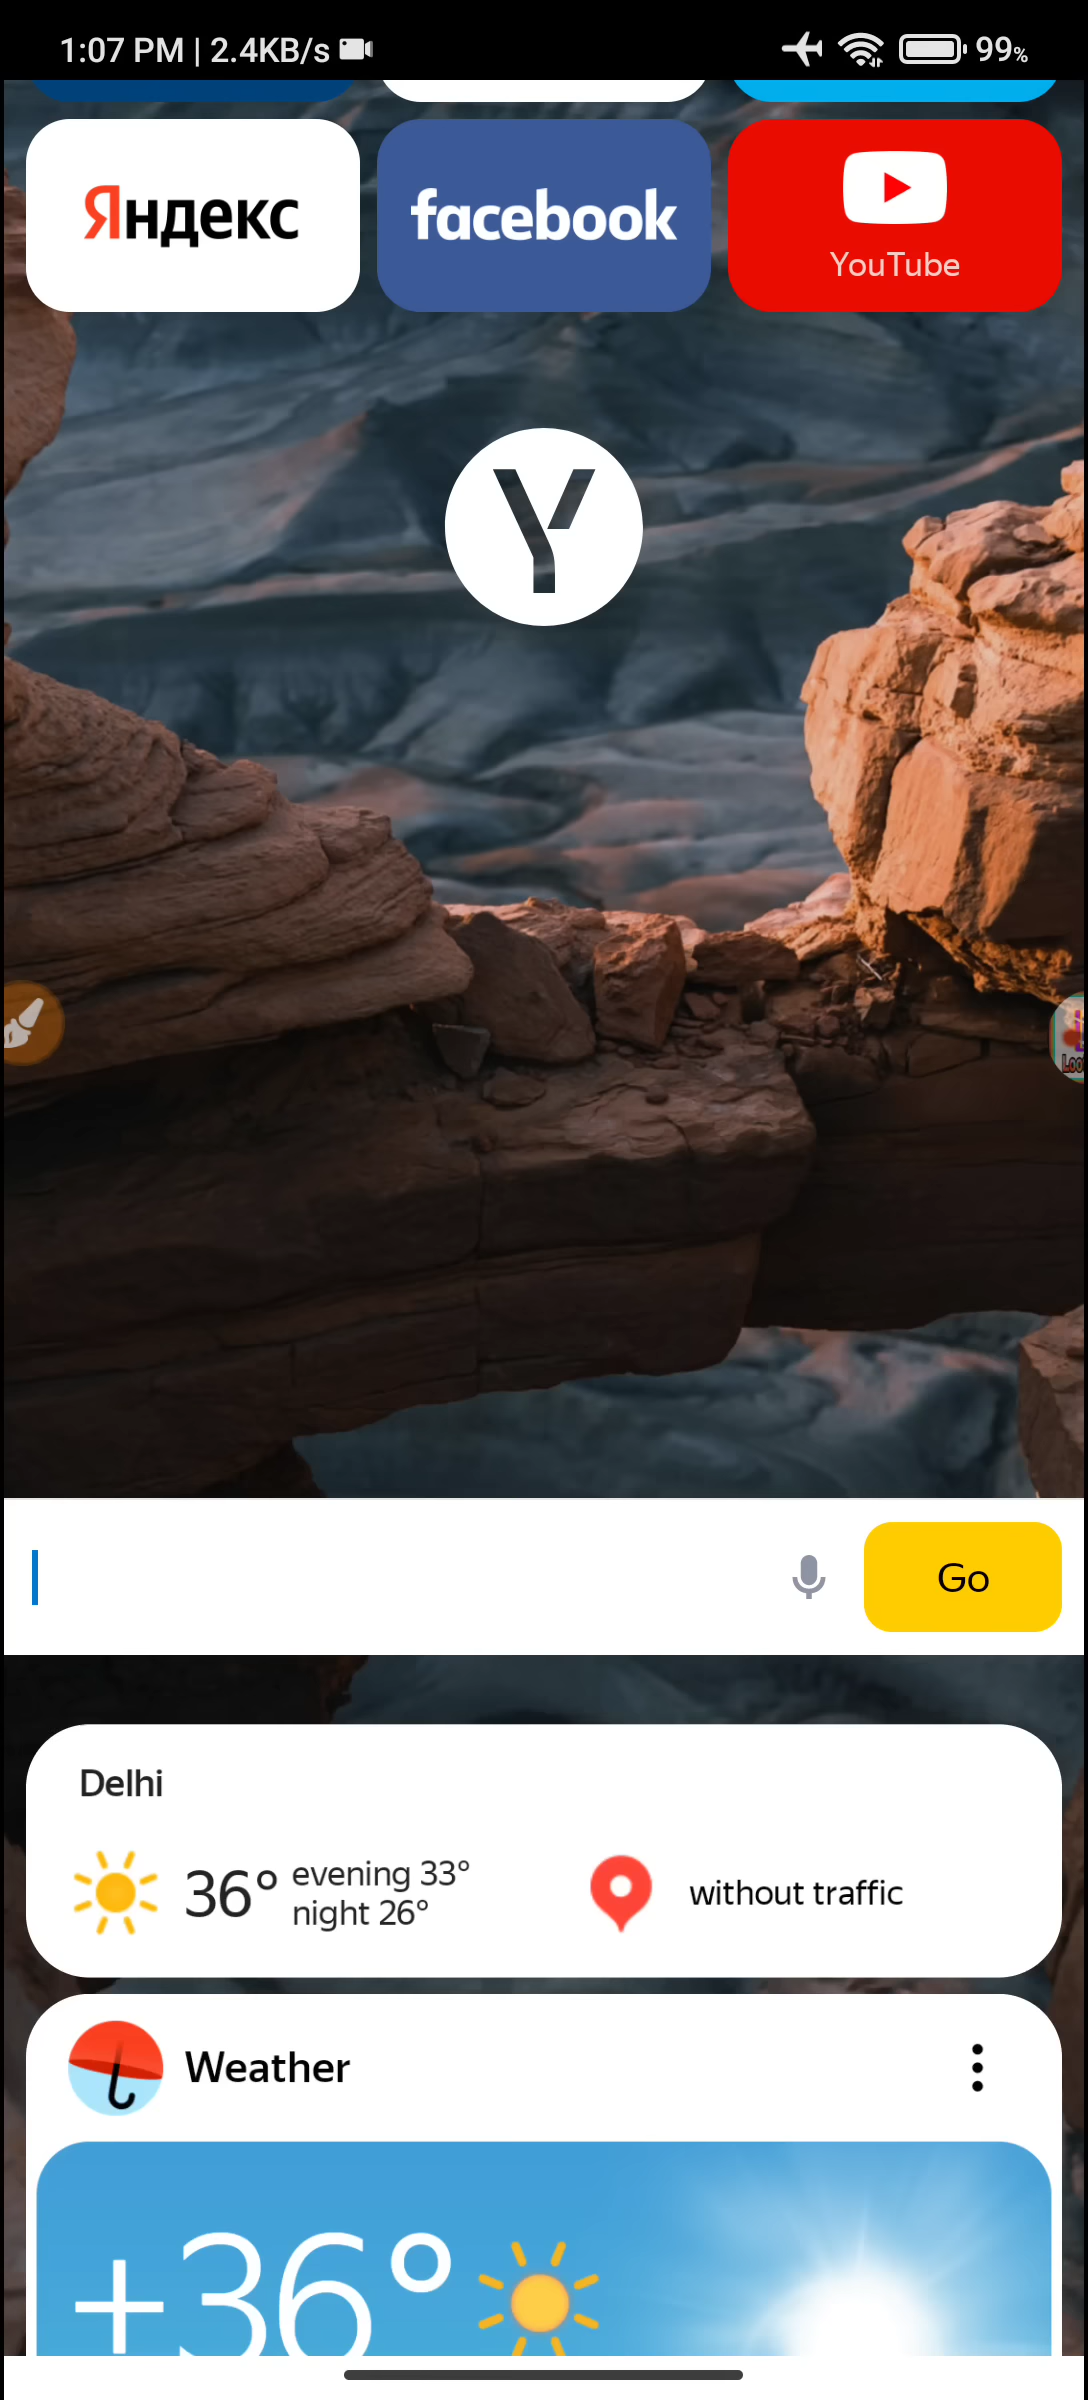 1:07 PM | 2.4KB/s
99%
Яндекс
facebook
YouTube
Y
Go
Delhi
36°
evening 33°
night 26°
without traffic
Weather
+36°